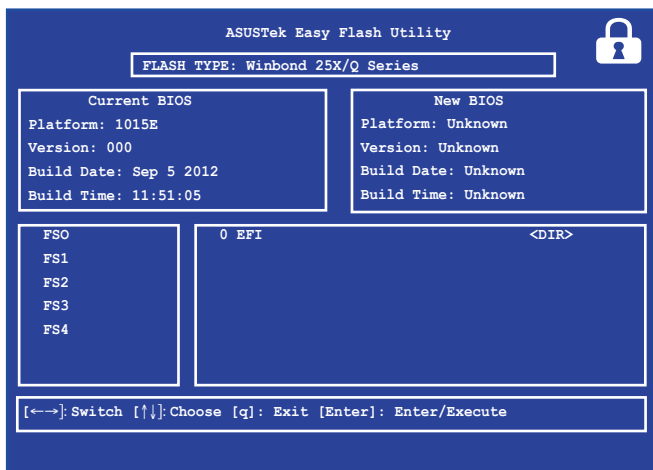 ASUSTek Easy Flash Utility
FLASH TYPE: Winbond 25X/Q Series
Current BIOS
Platform: 1015E
Version: 000
Build Date: Sep 5 2012
Build Time: 11:51:05
New BIOS
Platform: Unknown
Version: Unknown
Build Date: Unknown
Build Time: Unknown
FSO
FS1
FS2
FS3
FS4
0 EFI <DIR>
[←→]: Switch [↑↓]: Choose [q]: Exit [Enter]: Enter/Execute